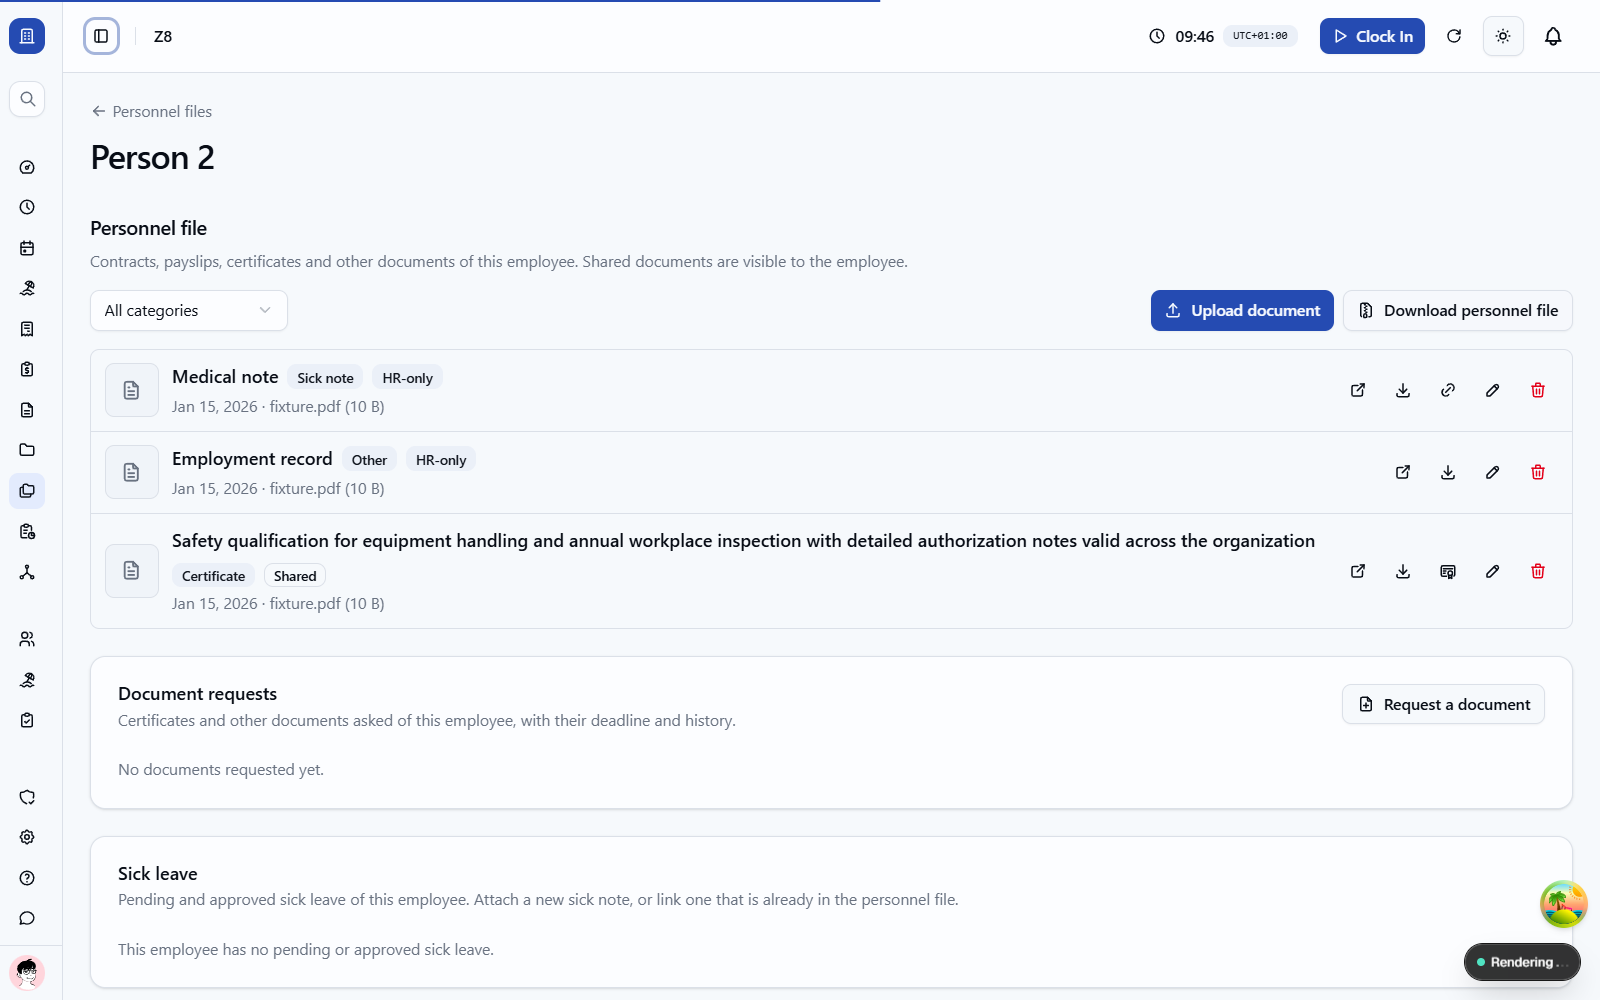 Z8
09:46
UTC+01:00
Clock In
Personnel files
Person 2
Personnel file
Contracts, payslips, certificates and other documents of this employee. Shared documents are visible to the employee.
All categories
Upload document
Download personnel file
Medical note
Sick note
HR-only
Jan 15, 2026 · fixture.pdf (10 B)
Employment record
Other
HR-only
Jan 15, 2026 · fixture.pdf (10 B)
Safety qualification for equipment handling and annual workplace inspection with detailed authorization notes valid across the organization
Certificate
Shared
Jan 15, 2026 · fixture.pdf (10 B)
Document requests
Certificates and other documents asked of this employee, with their deadline and history.
Request a document
No documents requested yet.
Sick leave
Pending and approved sick leave of this employee. Attach a new sick note, or link one that is already in the personnel file.
This employee has no pending or approved sick leave.
Rendering...